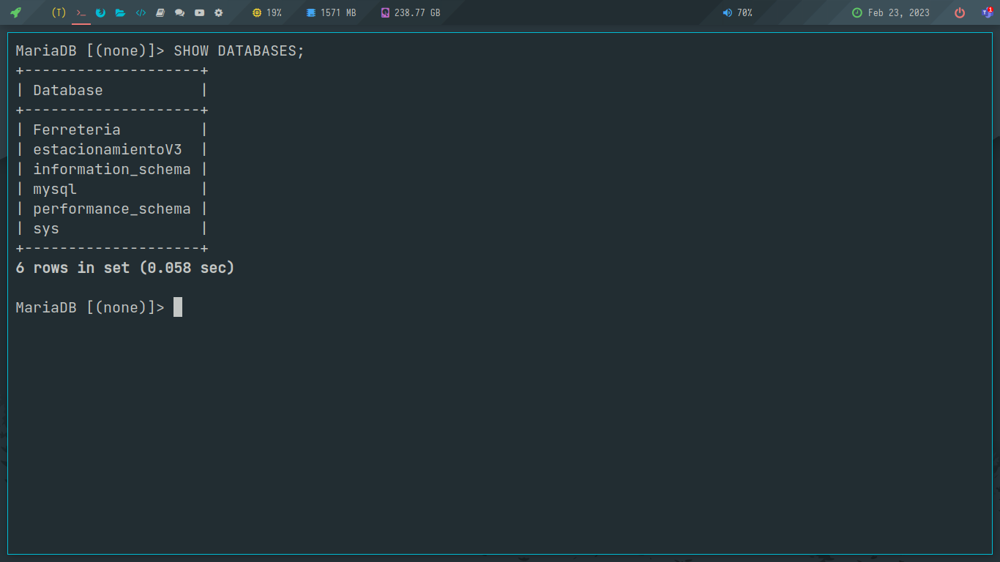 (T) >_ </> 19% 1571 MB 238.77 GB 70% Feb 23, 2023 T 1
MariaDB [(none)]> SHOW DATABASES;
+--------------------+
| Database           |
+--------------------+
| Ferreteria         |
| estacionamientoV3  |
| information_schema |
| mysql              |
| performance_schema |
| sys                |
+--------------------+
6 rows in set (0.058 sec)
MariaDB [(none)]>